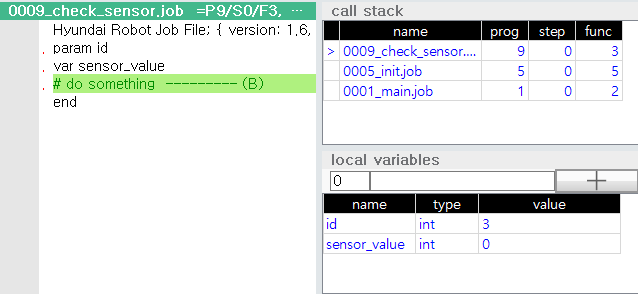 0009_check_sensor.job =P9/S0/F3, ...
Hyundai Robot Job File; { version: 1.6,
param id
var sensor_value
# do something --------- (B)
end
call stack
name prog step func
> 0009_check_sensor.... 9 0 3
0005_init.job 5 0 5
0001_main.job 1 0 2
local variables
0
+
name type value
id int 3
sensor_value int 0